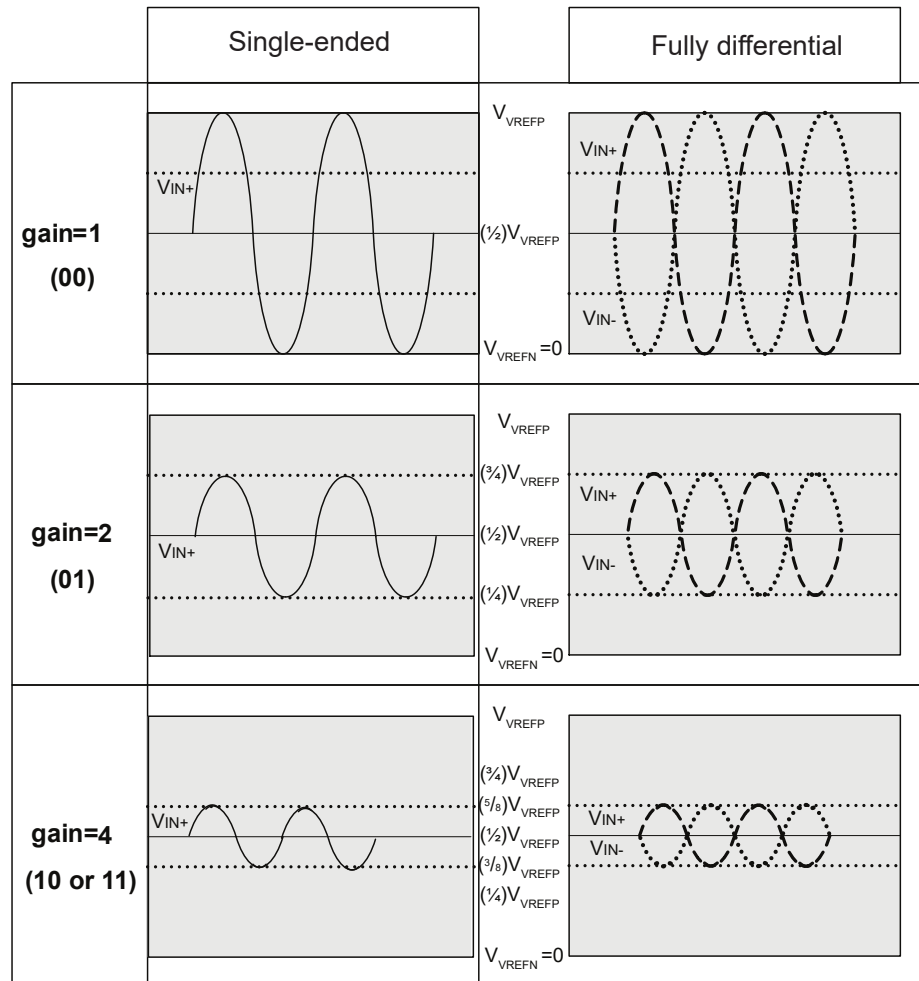 Single-ended
Fully differential
gain=1
(00)
VIN+
V_VREFP
(½)V_VREFP
V_VREFN =0
VIN+
VIN-
gain=2
(01)
VIN+
V_VREFP
(¾)V_VREFP
(½)V_VREFP
(¼)V_VREFP
V_VREFN =0
VIN+
VIN-
gain=4
(10 or 11)
VIN+
V_VREFP
(¾)V_VREFP
(⁵/₈)V_VREFP
(½)V_VREFP
(³/₈)V_VREFP
(¼)V_VREFP
V_VREFN =0
VIN+
VIN-